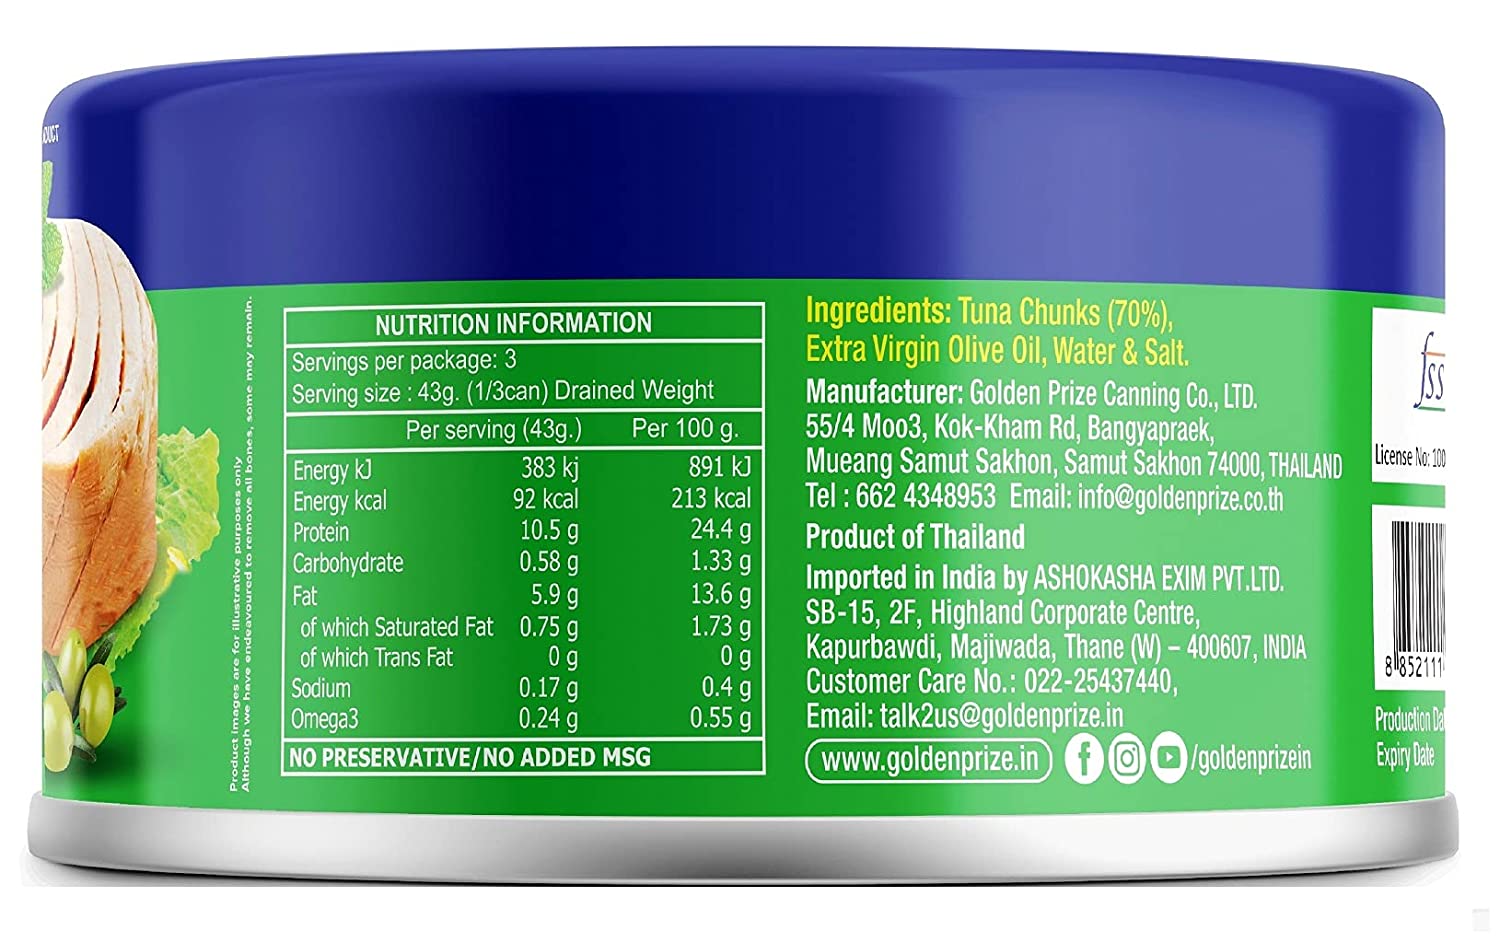 DUCT
Product images are for illustrative purposes only
Although we have endeavoured to remove all bones, some may remain.
NUTRITION INFORMATION
Servings per package: 3
Serving size : 43g. (1/3can) Drained Weight
Per serving (43g.) Per 100 g.
Energy kJ 383 kj 891 kJ
Energy kcal 92 kcal 213 kcal
Protein 10.5 g 24.4 g
Carbohydrate 0.58 g 1.33 g
Fat 5.9 g 13.6 g
of which Saturated Fat 0.75 g 1.73 g
of which Trans Fat 0 g 0 g
Sodium 0.17 g 0.4 g
Omega3 0.24 g 0.55 g
NO PRESERVATIVE/NO ADDED MSG
Ingredients: Tuna Chunks (70%),
Extra Virgin Olive Oil, Water & Salt.
Manufacturer: Golden Prize Canning Co., LTD.
55/4 Moo3, Kok-Kham Rd, Bangyapraek,
Mueang Samut Sakhon, Samut Sakhon 74000, THAILAND
Tel : 662 4348953 Email: info@goldenprize.co.th
Product of Thailand
Imported in India by ASHOKASHA EXIM PVT.LTD.
SB-15, 2F, Highland Corporate Centre,
Kapurbawdi, Majiwada, Thane (W) – 400607, INDIA
Customer Care No.: 022-25437440,
Email: talk2us@goldenprize.in
www.goldenprize.in /goldenprizein
fss
License No: 100
8 852111
Production Da
Expiry Date